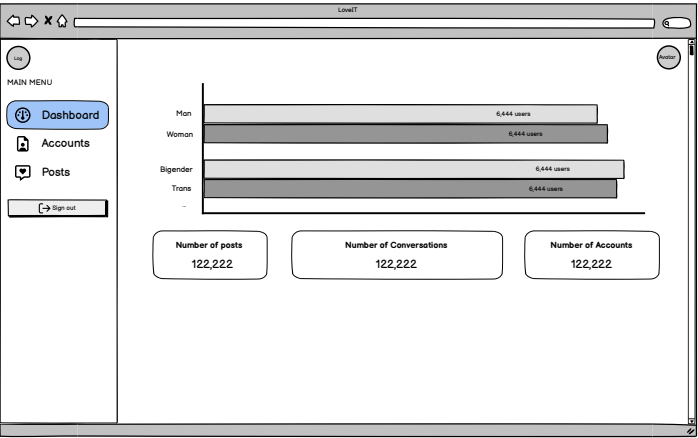 LoveIT
Log
Avatar
MAIN MENU
Dashboard
Accounts
Posts
Sign out
Man 6,444 users
Woman 6,444 users
Bigender 6,444 users
Trans 6,444 users
...
Number of posts
122,222
Number of Conversations
122,222
Number of Accounts
122,222